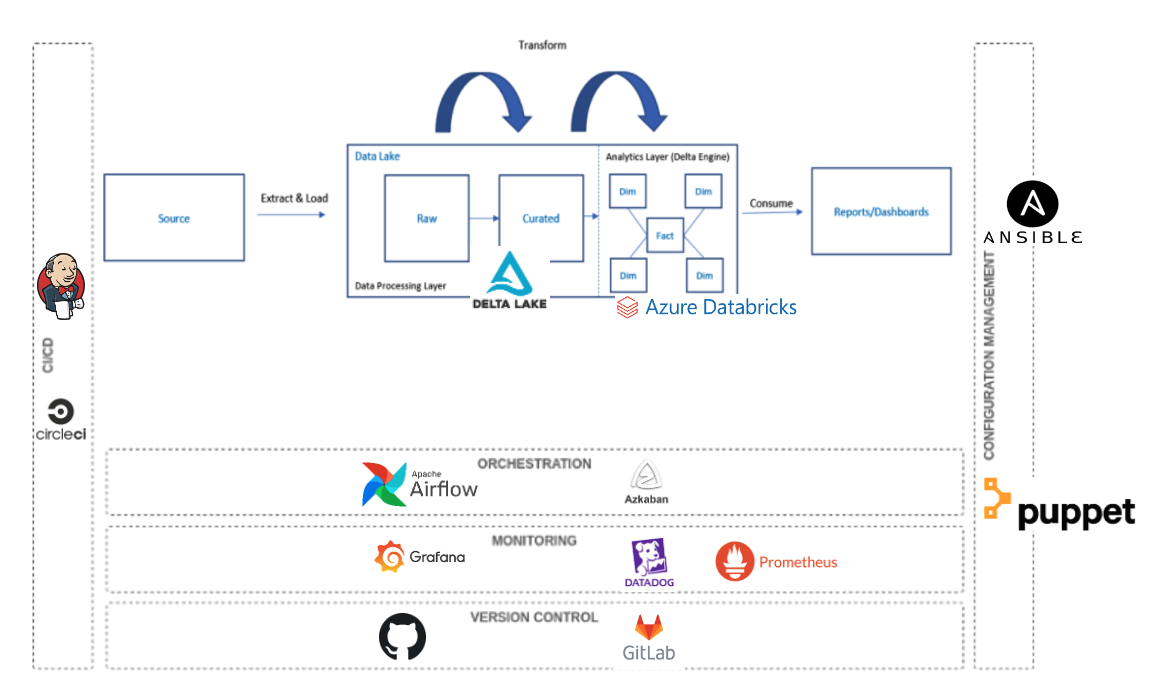 Transform
Data Lake
Analytics Layer (Delta Engine)
Source
Extract & Load
Raw
Curated
Dim
Dim
Fact
Dim
Dim
Consume
Reports/Dashboards
Data Processing Layer
DELTA LAKE
Azure Databricks
CI/CD
circleci
ANSIBLE
CONFIGURATION MANAGEMENT
puppet
ORCHESTRATION
Apache
Airflow
Azkaban
MONITORING
Grafana
DATADOG
Prometheus
VERSION CONTROL
GitLab